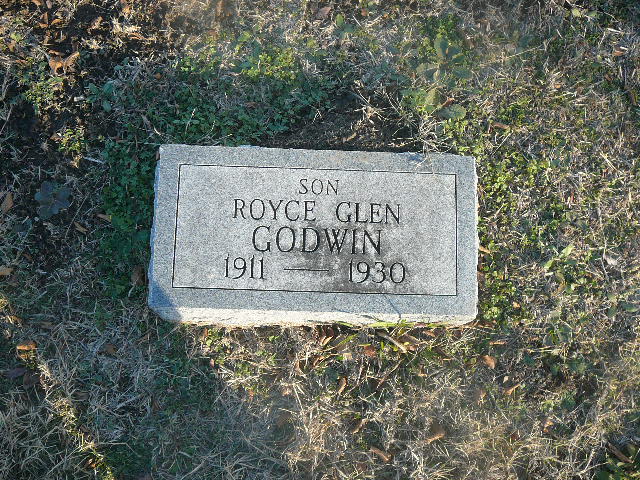 SON
ROYCE GLEN
GODWIN
1911 — 1930